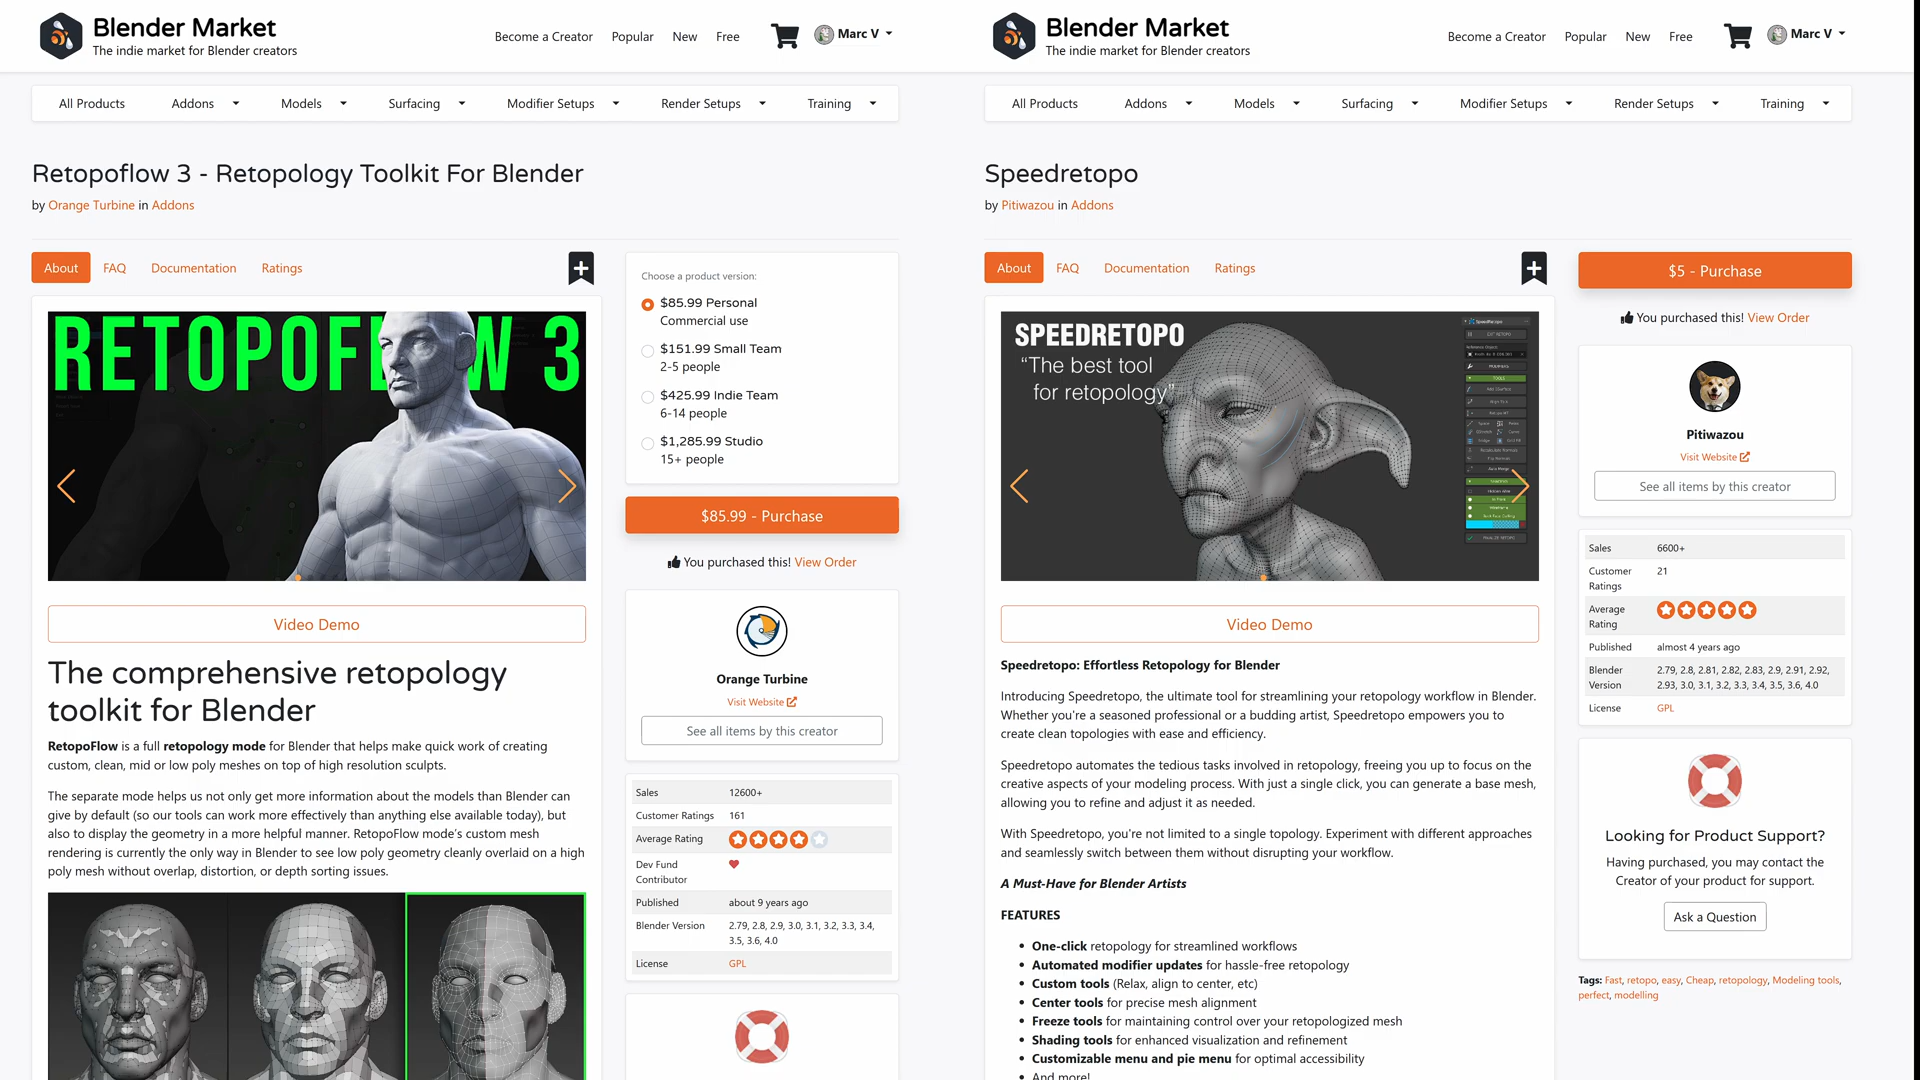 Blender Market
The indie market for Blender creators
Become a Creator
Popular
New
Free
Marc V
All Products
Addons
Models
Surfacing
Modifier Setups
Render Setups
Training
Retopoflow 3 - Retopology Toolkit For Blender
by Orange Turbine in Addons
About
FAQ
Documentation
Ratings
RETOPOFLOW 3
Video Demo
The comprehensive retopology
toolkit for Blender
RetopoFlow is a full retopology mode for Blender that helps make quick work of creating
custom, clean, mid or low poly meshes on top of high resolution sculpts.
The separate mode helps us not only get more information about the models than Blender can
give by default (so our tools can work more effectively than anything else available today), but
also to display the geometry in a more helpful manner. RetopoFlow mode's custom mesh
rendering is currently the only way in Blender to see low poly geometry cleanly overlaid on a high
poly mesh without overlap, distortion, or depth sorting issues.
Choose a product version:
$85.99 Personal
Commercial use
$151.99 Small Team
2-5 people
$425.99 Indie Team
6-14 people
$1,285.99 Studio
15+ people
$85.99 - Purchase
You purchased this! View Order
Orange Turbine
Visit Website
See all items by this creator
Sales 12600+
Customer Ratings 161
Average Rating
Dev Fund
Contributor
Published about 9 years ago
Blender Version 2.79, 2.8, 2.9, 3.0, 3.1, 3.2, 3.3, 3.4,
3.5, 3.6, 4.0
License GPL
Blender Market
The indie market for Blender creators
Become a Creator
Popular
New
Free
Marc V
All Products
Addons
Models
Surfacing
Modifier Setups
Render Setups
Training
Speedretopo
by Pitiwazou in Addons
About
FAQ
Documentation
Ratings
SPEEDRETOPO
“The best tool
for retopology”
Video Demo
Speedretopo: Effortless Retopology for Blender
Introducing Speedretopo, the ultimate tool for streamlining your retopology workflow in Blender.
Whether you're a seasoned professional or a budding artist, Speedretopo empowers you to
create clean topologies with ease and efficiency.
Speedretopo automates the tedious tasks involved in retopology, freeing you up to focus on the
creative aspects of your modeling process. With just a single click, you can generate a base mesh,
allowing you to refine and adjust it as needed.
With Speedretopo, you're not limited to a single topology. Experiment with different approaches
and seamlessly switch between them without disrupting your workflow.
A Must-Have for Blender Artists
FEATURES
• One-click retopology for streamlined workflows
• Automated modifier updates for hassle-free retopology
• Custom tools (Relax, align to center, etc)
• Center tools for precise mesh alignment
• Freeze tools for maintaining control over your retopologized mesh
• Shading tools for enhanced visualization and refinement
• Customizable menu and pie menu for optimal accessibility
• And more!
$5 - Purchase
You purchased this! View Order
Pitiwazou
Visit Website
See all items by this creator
Sales 6600+
Customer 21
Ratings
Average
Rating
Published almost 4 years ago
Blender 2.79, 2.8, 2.81, 2.82, 2.83, 2.9, 2.91, 2.92,
Version 2.93, 3.0, 3.1, 3.2, 3.3, 3.4, 3.5, 3.6, 4.0
License GPL
Looking for Product Support?
Having purchased, you may contact the
Creator of your product for support.
Ask a Question
Tags: Fast, retopo, easy, Cheap, retopology, Modeling tools,
perfect, modelling